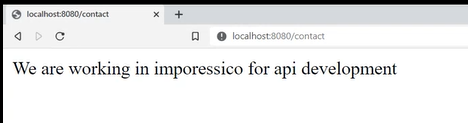 localhost:8080/contact
localhost:8080/contact
We are working in imporessico for api development